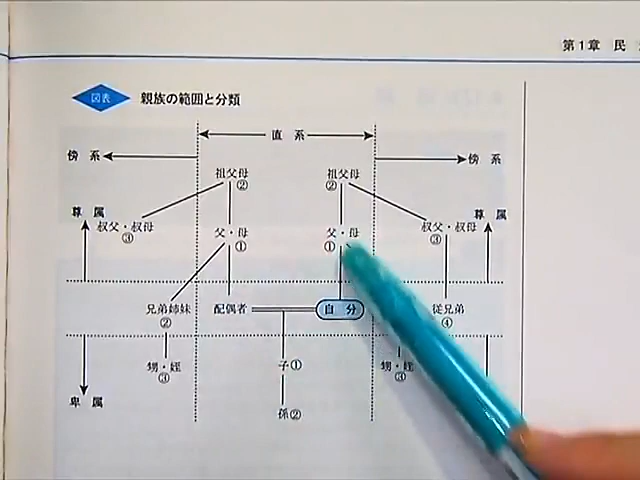 第1章 民
図表 親族の範囲と分類
直系
傍系 傍系
祖父母 祖父母
② ②
尊属 叔父・叔母 叔父・叔母 尊属
③ ③
父・母 父・母
① ①
兄弟姉妹 配偶者 自分 従兄弟
② ④
甥・姪 子① 甥・姪
③ ③
卑属 孫②